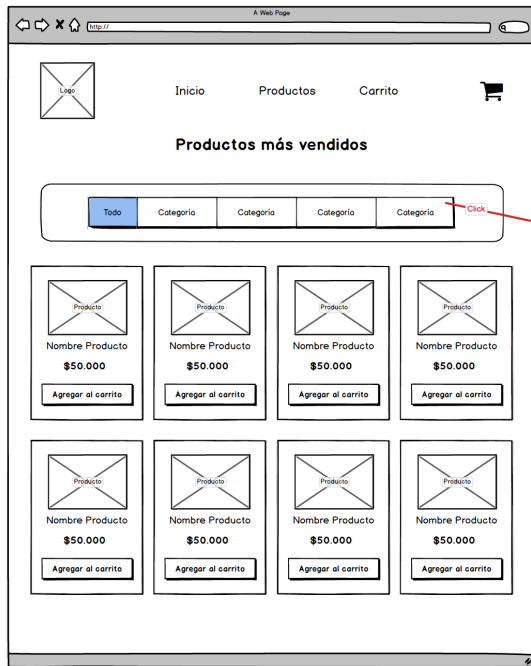 A Web Page
http://
Logo
Inicio Productos Carrito
Productos más vendidos
Todo Categoría Categoría Categoría Categoría
Click
Producto Producto Producto Producto
Nombre Producto Nombre Producto Nombre Producto Nombre Producto
$50.000 $50.000 $50.000 $50.000
Agregar al carrito Agregar al carrito Agregar al carrito Agregar al carrito
Producto Producto Producto Producto
Nombre Producto Nombre Producto Nombre Producto Nombre Producto
$50.000 $50.000 $50.000 $50.000
Agregar al carrito Agregar al carrito Agregar al carrito Agregar al carrito